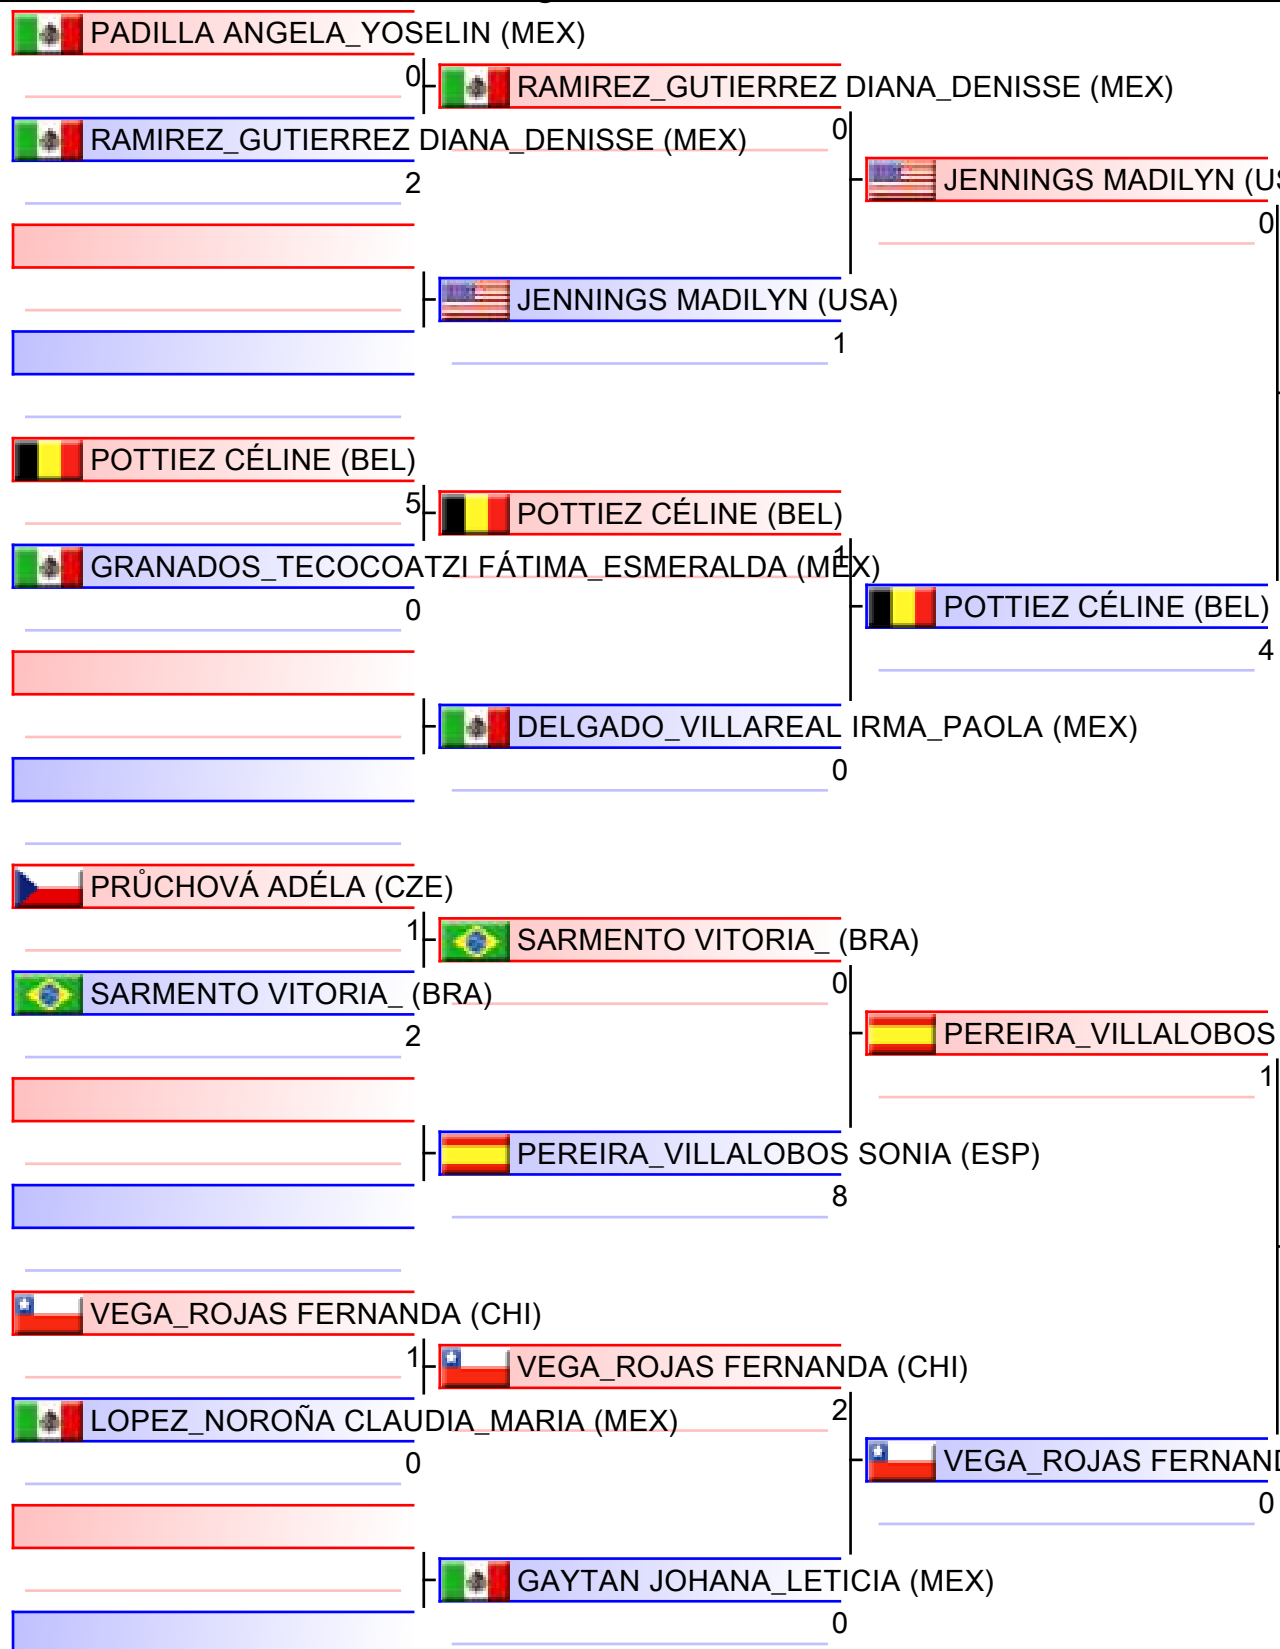 PADILLA ANGELA_YOSELIN (MEX)
0
RAMIREZ_GUTIERREZ DIANA_DENISSE (MEX)
2
RAMIREZ_GUTIERREZ DIANA_DENISSE (MEX)
0
JENNINGS MADILYN (USA)
1
JENNINGS MADILYN (US
0
POTTIEZ CÉLINE (BEL)
5
GRANADOS_TECOCOATZI FÁTIMA_ESMERALDA (MEX)
0
POTTIEZ CÉLINE (BEL)
1
DELGADO_VILLAREAL IRMA_PAOLA (MEX)
0
POTTIEZ CÉLINE (BEL)
4
PRŮCHOVÁ ADÉLA (CZE)
1
SARMENTO VITORIA_ (BRA)
2
SARMENTO VITORIA_ (BRA)
0
PEREIRA_VILLALOBOS SONIA (ESP)
8
PEREIRA_VILLALOBOS
1
VEGA_ROJAS FERNANDA (CHI)
1
LOPEZ_NOROÑA CLAUDIA_MARIA (MEX)
0
VEGA_ROJAS FERNANDA (CHI)
2
GAYTAN JOHANA_LETICIA (MEX)
0
VEGA_ROJAS FERNAND
0